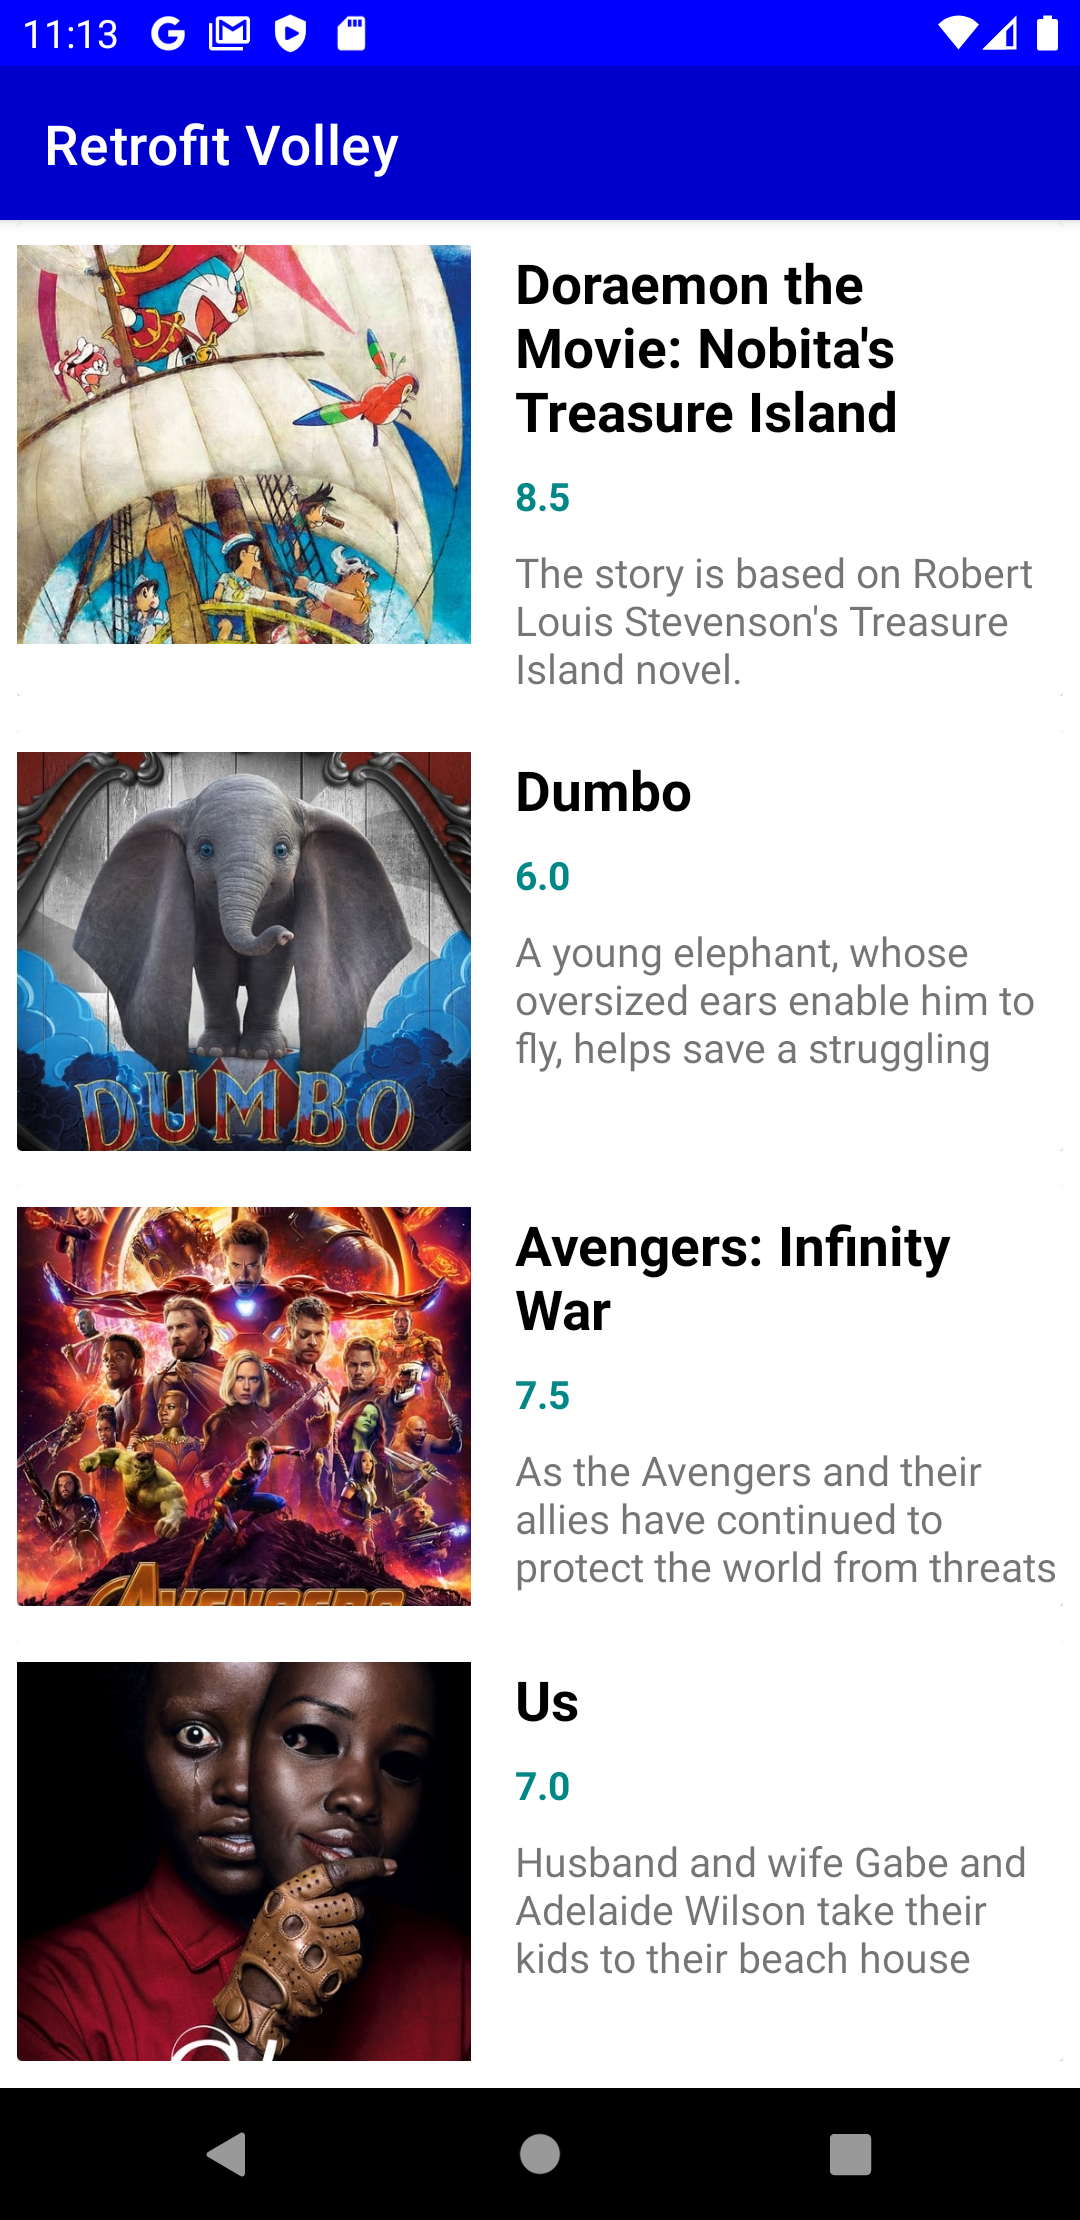 11:13
Retrofit Volley
Doraemon the
Movie: Nobita's
Treasure Island
8.5
The story is based on Robert
Louis Stevenson's Treasure
Island novel.
Dumbo
6.0
A young elephant, whose
oversized ears enable him to
fly, helps save a struggling
DUMBO
Avengers: Infinity
War
7.5
As the Avengers and their
allies have continued to
protect the world from threats
AVENGERS
Us
7.0
Husband and wife Gabe and
Adelaide Wilson take their
kids to their beach house